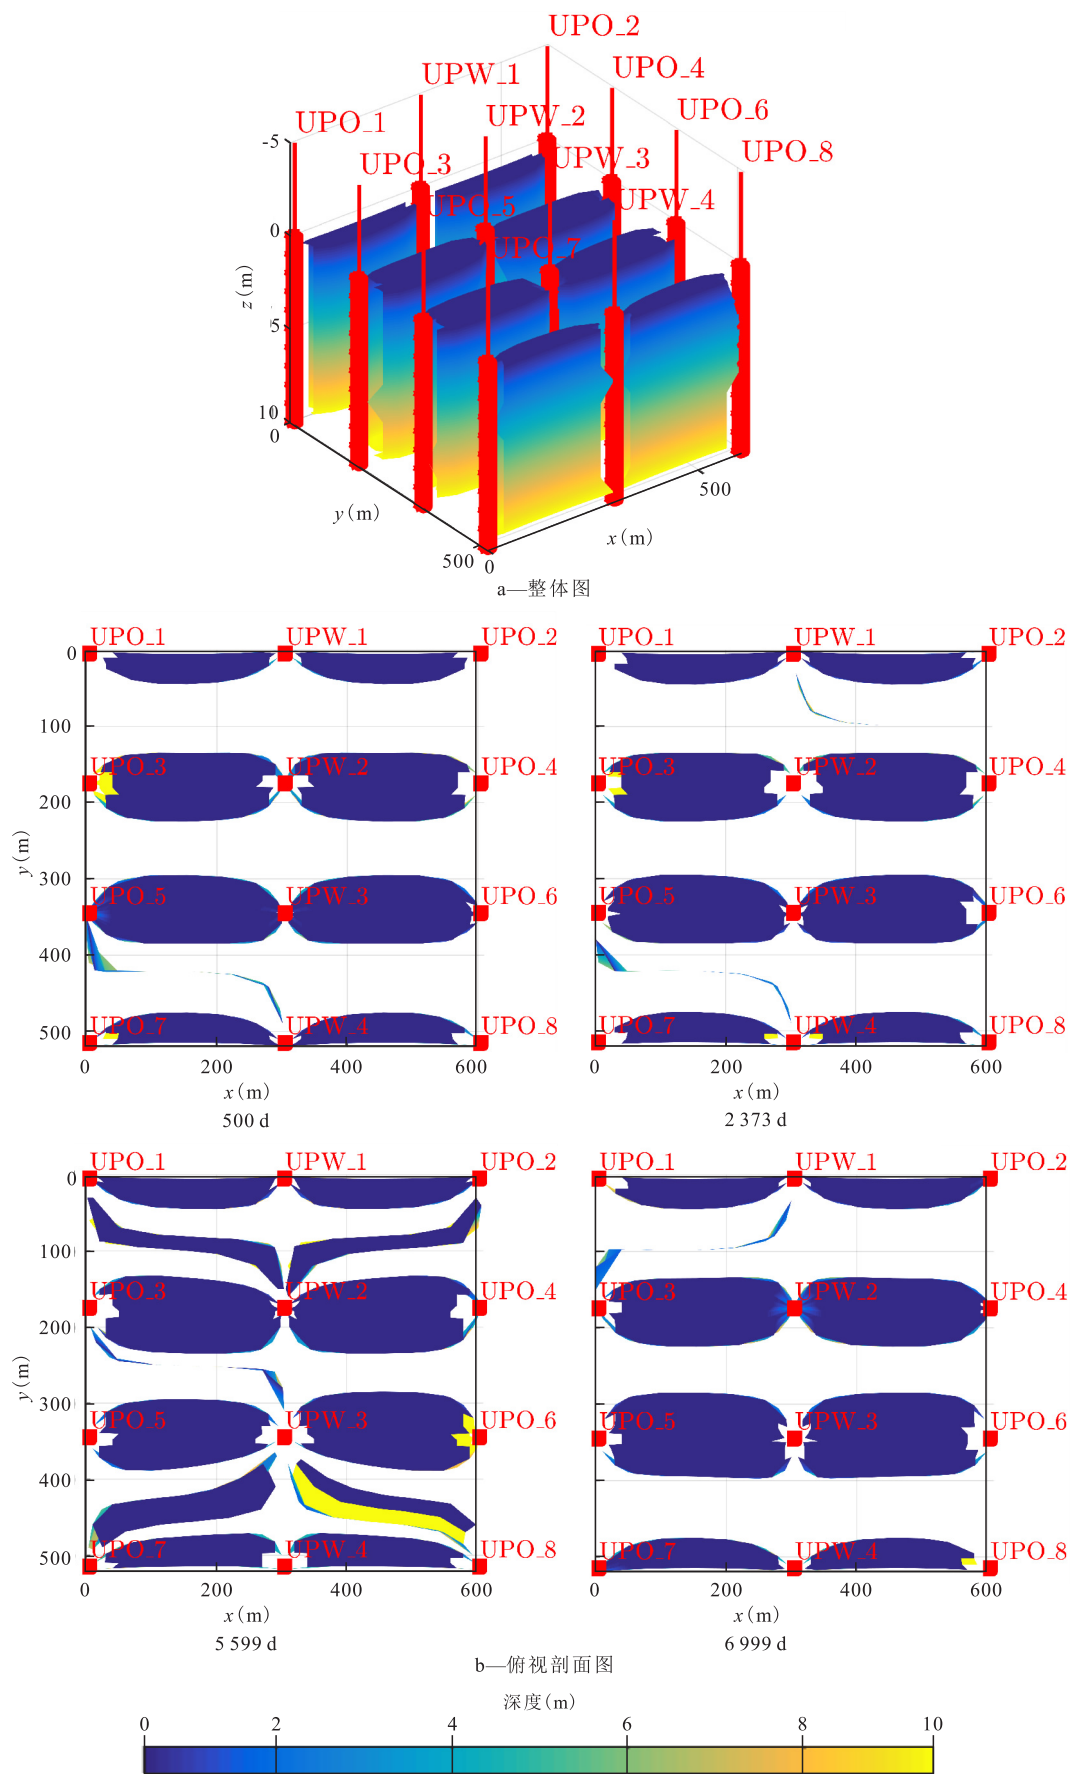 UPO_2
UPW_1
UPO_4
UPO_1
UPW_2
UPO_6
-5
UPO_3
UPW_3
UPO_8
UPO_5
UPW_4
0
UPO_7
z(m)
5
10
0
y(m)
500
x(m)
500
0
a—整体图
UPO_1 UPW_1 UPO_2 UPO_1 UPW_1 UPO_2
0
100
UPO_3 UPW_2 UPO_4 UPO_3 UPW_2 UPO_4
200
y(m)
300
UPO_5 UPW_3 UPO_6 UPO_5 UPW_3 UPO_6
400
500 UPO_7 UPW_4 UPO_8 UPO_7 UPW_4 UPO_8
0 200 400 600 0 200 400 600
x(m) x(m)
500 d 2 373 d
UPO_1 UPW_1 UPO_2 UPO_1 UPW_1 UPO_2
0
100
UPO_3 UPW_2 UPO_4 UPO_3 UPW_2 UPO_4
200
y(m)
300
UPO_5 UPW_3 UPO_6 UPO_5 UPW_3 UPO_6
400
500 UPO_7 UPW_4 UPO_8 UPO_7 UPW_4 UPO_8
0 200 400 600 0 200 400 600
x(m) x(m)
5 599 d 6 999 d
b—俯视剖面图
深度(m)
0 2 4 6 8 10